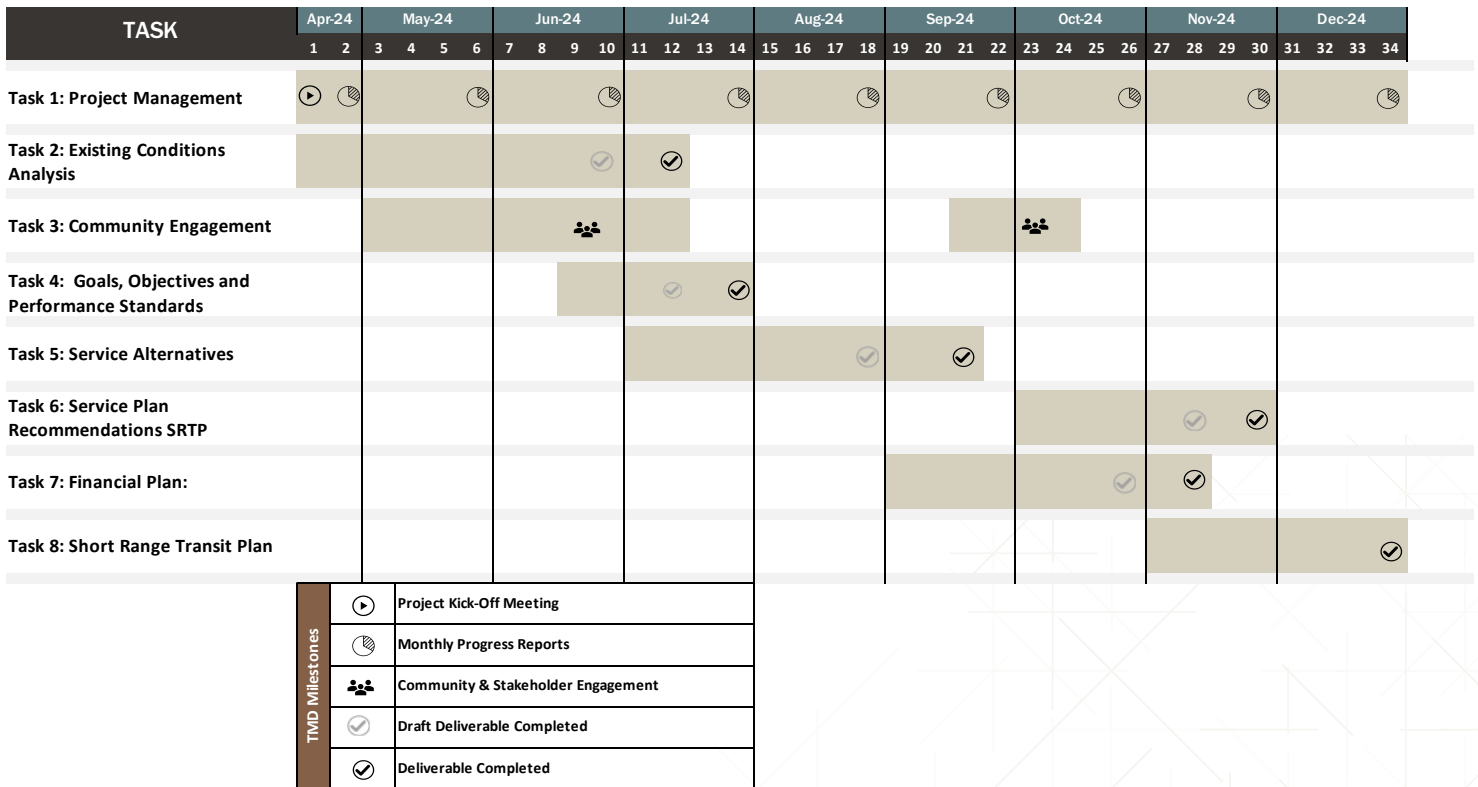 TASK
Apr-24 May-24 Jun-24 Jul-24 Aug-24 Sep-24 Oct-24 Nov-24 Dec-24
1 2 3 4 5 6 7 8 9 10 11 12 13 14 15 16 17 18 19 20 21 22 23 24 25 26 27 28 29 30 31 32 33 34
Task 1: Project Management
Task 2: Existing Conditions
Analysis
Task 3: Community Engagement
Task 4:  Goals, Objectives and
Performance Standards
Task 5: Service Alternatives
Task 6: Service Plan
Recommendations SRTP
Task 7: Financial Plan:
Task 8: Short Range Transit Plan
TMD Milestones
Project Kick-Off Meeting
Monthly Progress Reports
Community & Stakeholder Engagement
Draft Deliverable Completed
Deliverable Completed